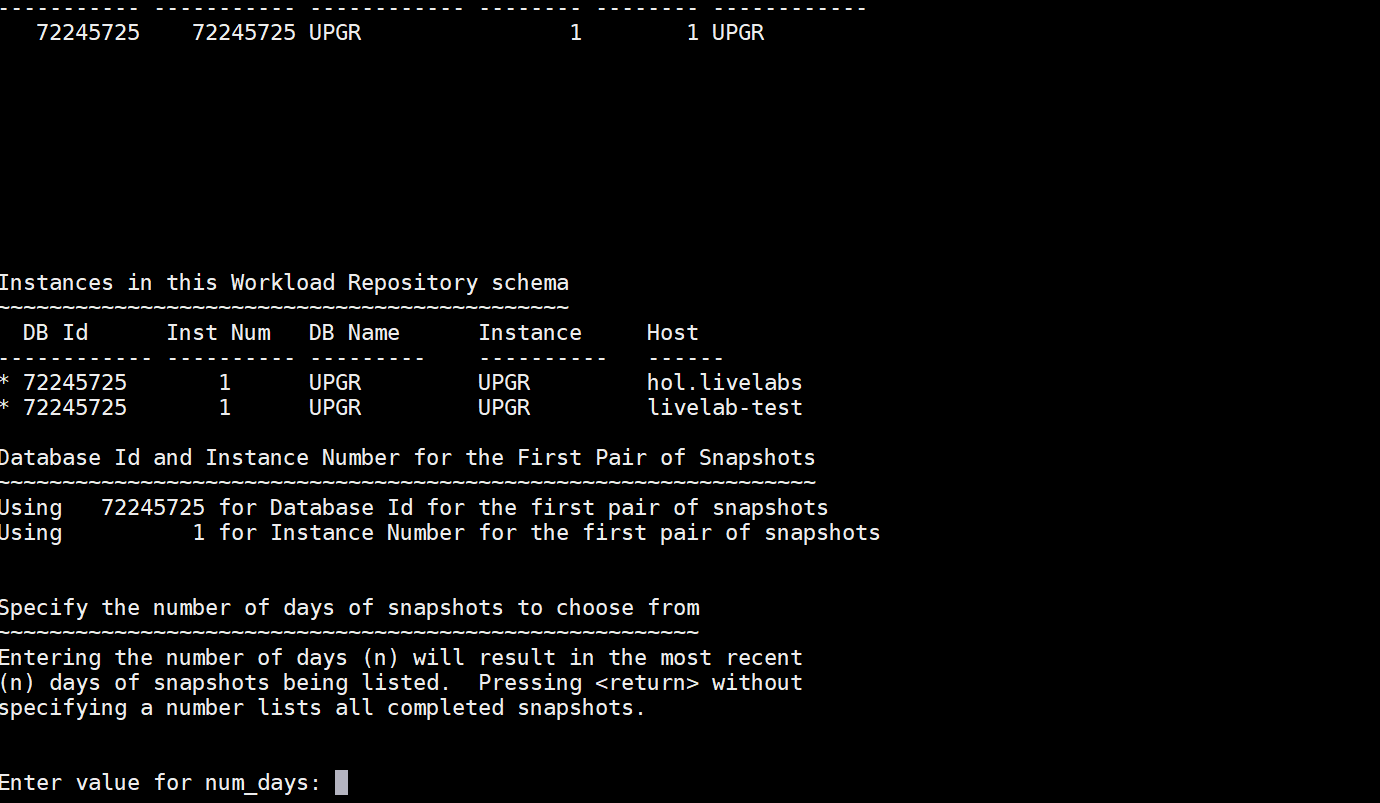 ----------- ----------- ------------ -------- -------- ------------
   72245725    72245725 UPGR                1        1 UPGR
Instances in this Workload Repository schema
~~~~~~~~~~~~~~~~~~~~~~~~~~~~~~~~~~~~~~~~~~~~
  DB Id      Inst Num   DB Name      Instance     Host
------------ ---------- ---------    ----------   ------
* 72245725       1      UPGR         UPGR         hol.livelabs
* 72245725       1      UPGR         UPGR         livelab-test
Database Id and Instance Number for the First Pair of Snapshots
~~~~~~~~~~~~~~~~~~~~~~~~~~~~~~~~~~~~~~~~~~~~~~~~~~~~~~~~~~~~~~~
Using   72245725 for Database Id for the first pair of snapshots
Using          1 for Instance Number for the first pair of snapshots
Specify the number of days of snapshots to choose from
~~~~~~~~~~~~~~~~~~~~~~~~~~~~~~~~~~~~~~~~~~~~~~~~~~~~~~
Entering the number of days (n) will result in the most recent
(n) days of snapshots being listed.  Pressing <return> without
specifying a number lists all completed snapshots.
Enter value for num_days: